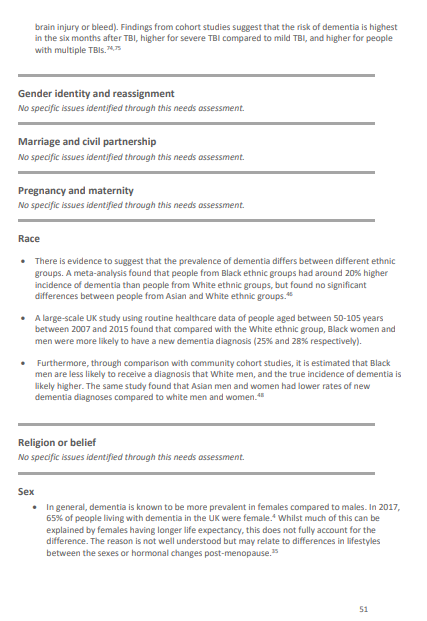 brain injury or bleed). Findings from cohort studies suggest that the risk of dementia is highest
in the six months after TBI, higher for severe TBI compared to mild TBI, and higher for people
with multiple TBIs.74,75
Gender identity and reassignment
No specific issues identified through this needs assessment.
Marriage and civil partnership
No specific issues identified through this needs assessment.
Pregnancy and maternity
No specific issues identified through this needs assessment.
Race
• There is evidence to suggest that the prevalence of dementia differs between different ethnic
groups. A meta-analysis found that people from Black ethnic groups had around 20% higher
incidence of dementia than people from White ethnic groups, but found no significant
differences between people from Asian and White ethnic groups.46
• A large-scale UK study using routine healthcare data of people aged between 50-105 years
between 2007 and 2015 found that compared with the White ethnic group, Black women and
men were more likely to have a new dementia diagnosis (25% and 28% respectively).
• Furthermore, through comparison with community cohort studies, it is estimated that Black
men are less likely to receive a diagnosis that White men, and the true incidence of dementia is
likely higher. The same study found that Asian men and women had lower rates of new
dementia diagnoses compared to white men and women.48
Religion or belief
No specific issues identified through this needs assessment.
Sex
• In general, dementia is known to be more prevalent in females compared to males. In 2017,
65% of people living with dementia in the UK were female.4 Whilst much of this can be
explained by females having longer life expectancy, this does not fully account for the
difference. The reason is not well understood but may relate to differences in lifestyles
between the sexes or hormonal changes post-menopause.35
51